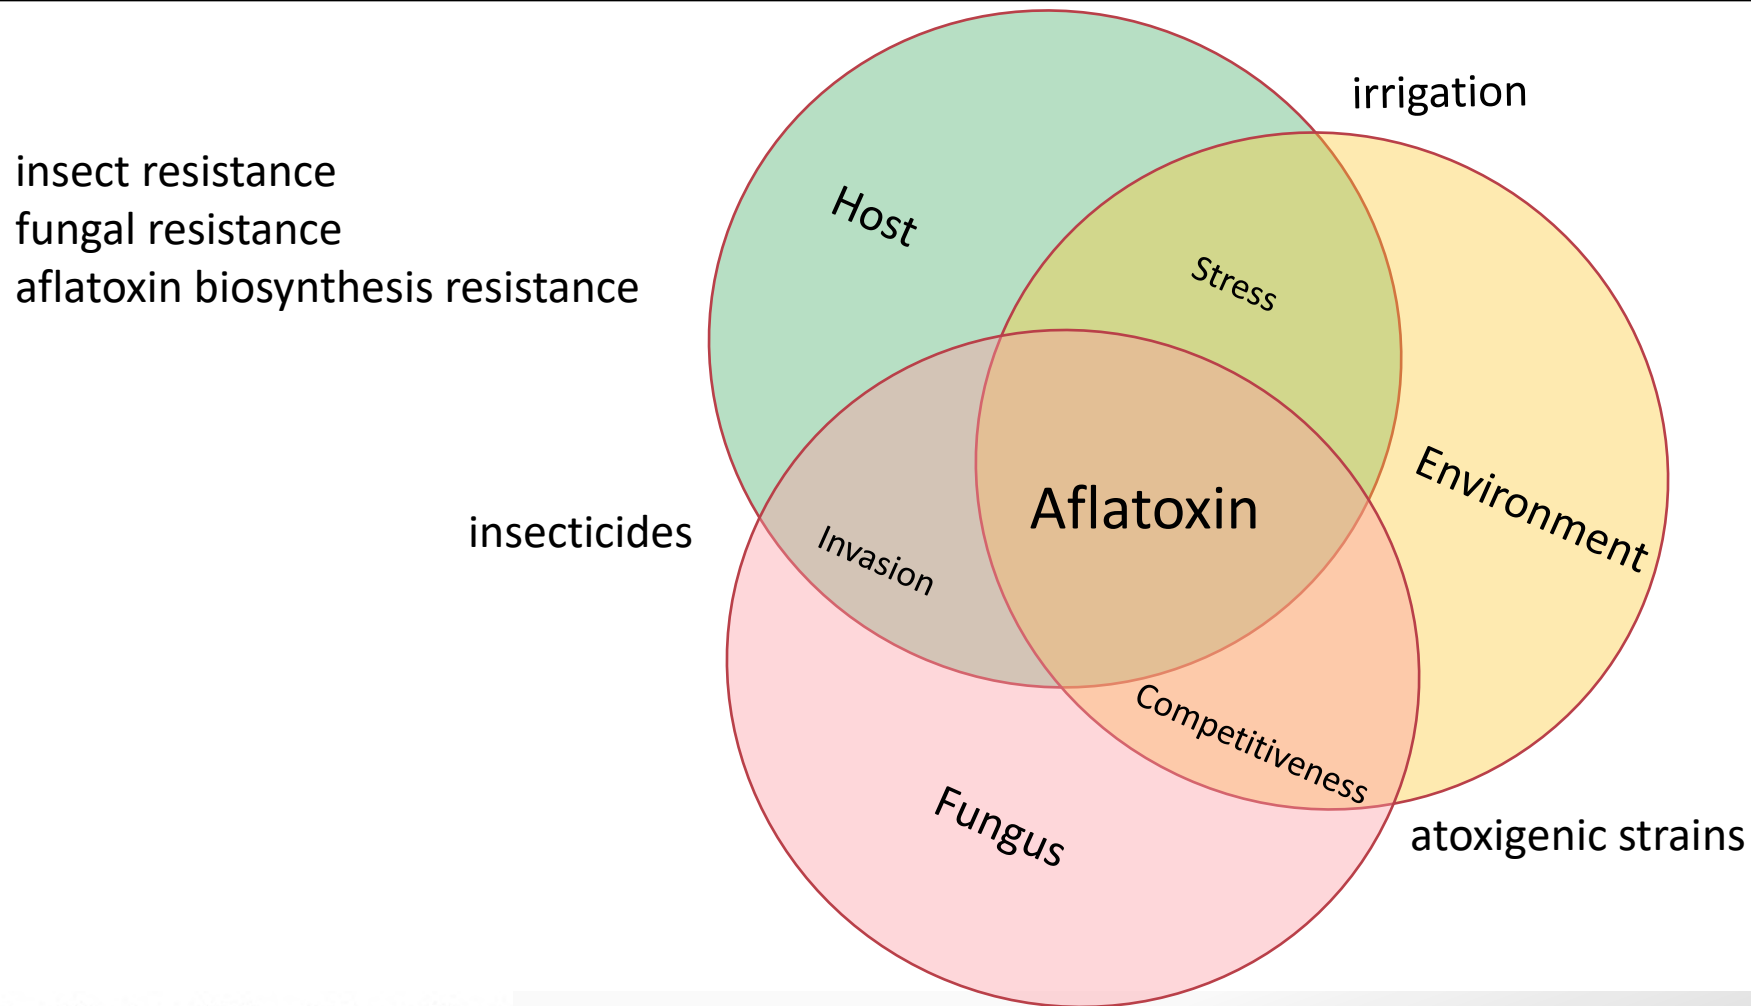 irrigation
insect resistance
fungal resistance
aflatoxin biosynthesis resistance
Host
Stress
Environment
Aflatoxin
insecticides
Invasion
Competitiveness
Fungus
atoxigenic strains